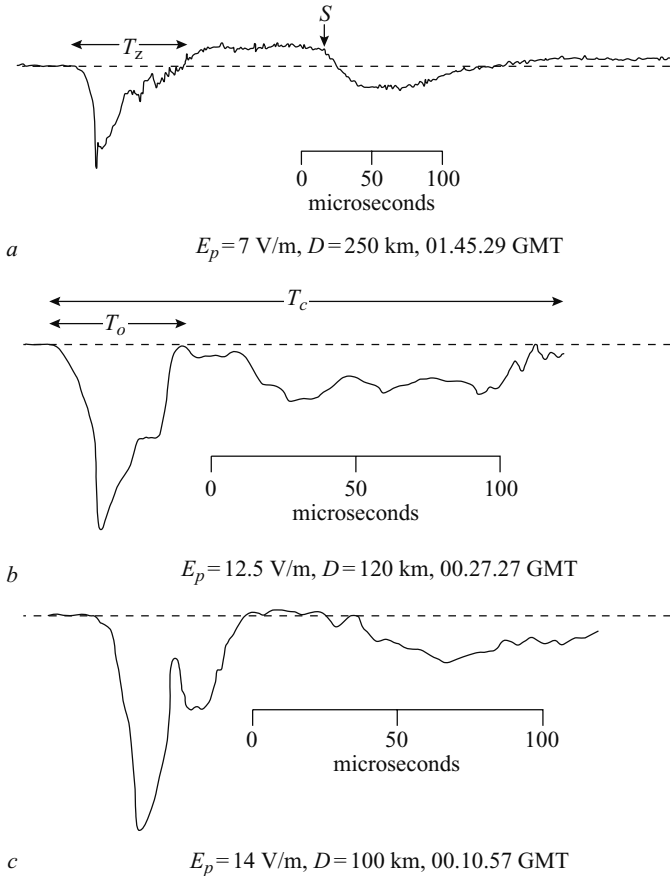 S
T_z
0 50 100
microseconds
a E_p = 7 V/m, D = 250 km, 01.45.29 GMT
T_c
T_o
0 50 100
microseconds
b E_p = 12.5 V/m, D = 120 km, 00.27.27 GMT
0 50 100
microseconds
c E_p = 14 V/m, D = 100 km, 00.10.57 GMT